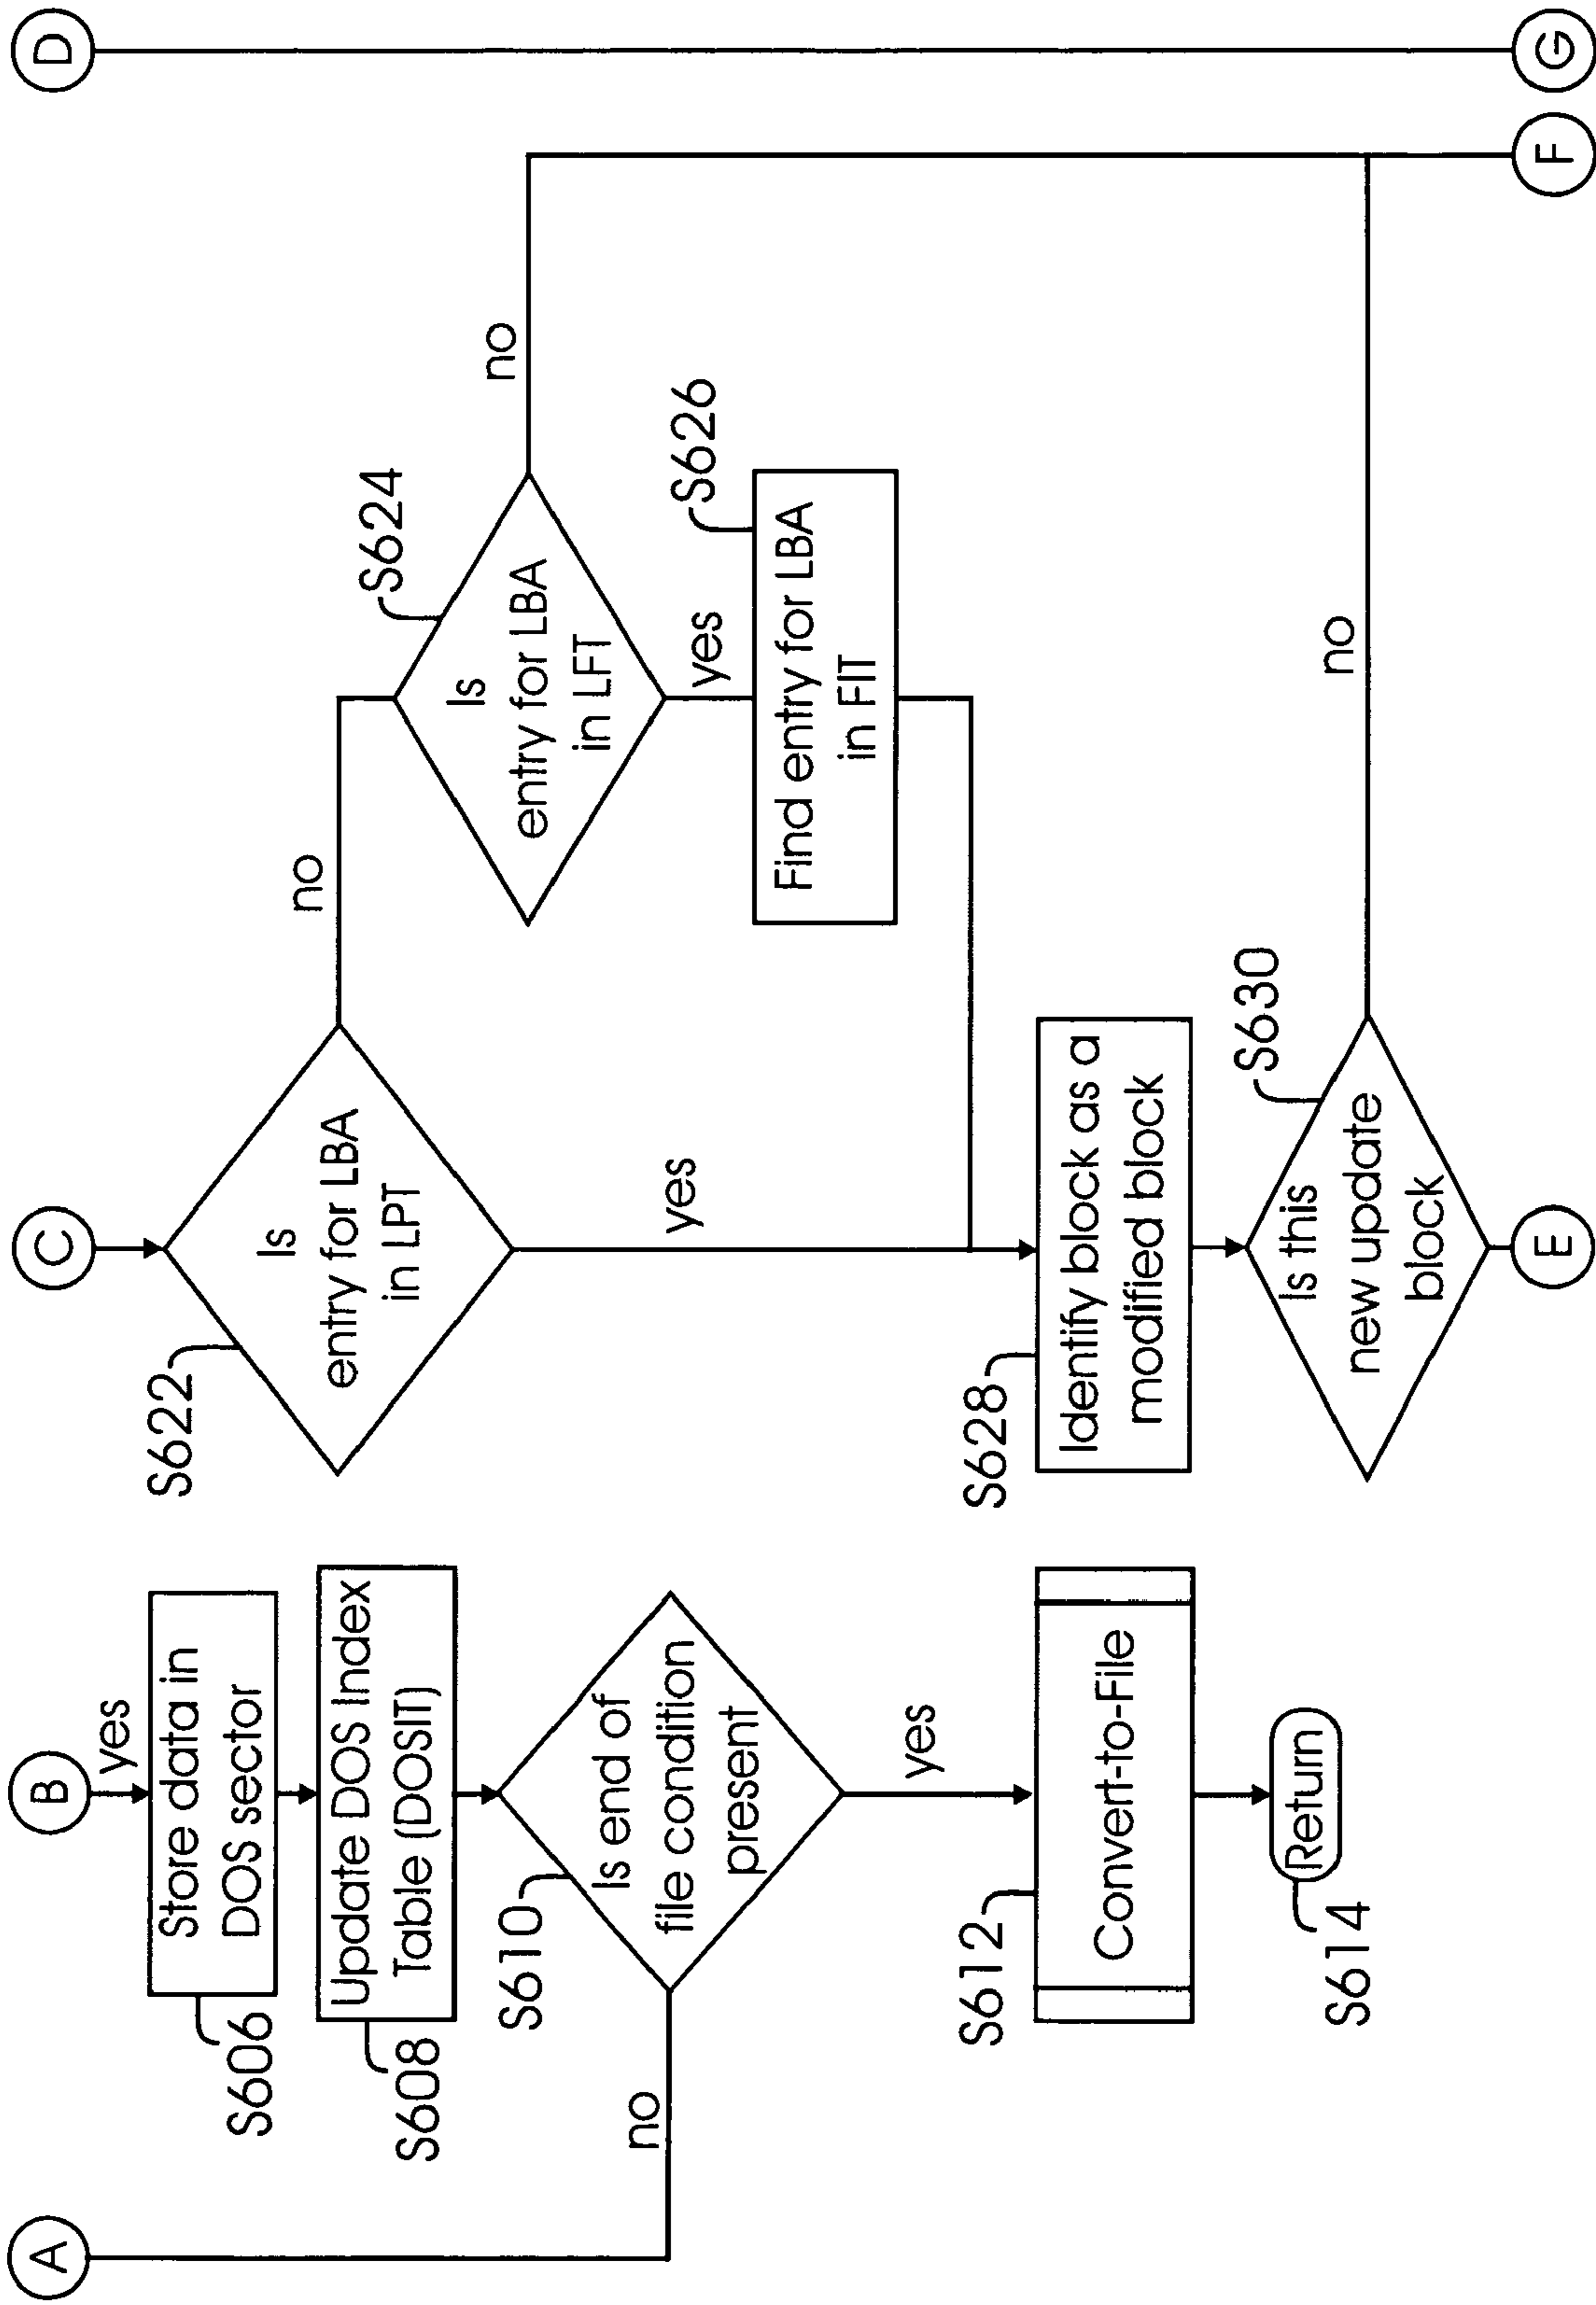 A
B
yes
Store data in
DOS sector
S606
Update DOS Index
Table (DOSIT)
S608
Is end of
file condition
present
S610
no
yes
Convert-to-File
S612
Return
S614
C
Is
entry for LBA
in LPT
S622
no
yes
Is
entry for LBA
in LFT
S624
no
yes
Find entry for LBA
in FIT
S626
Identify block as a
modified block
S628
Is this
new update
block
S630
no
E
D
F
G